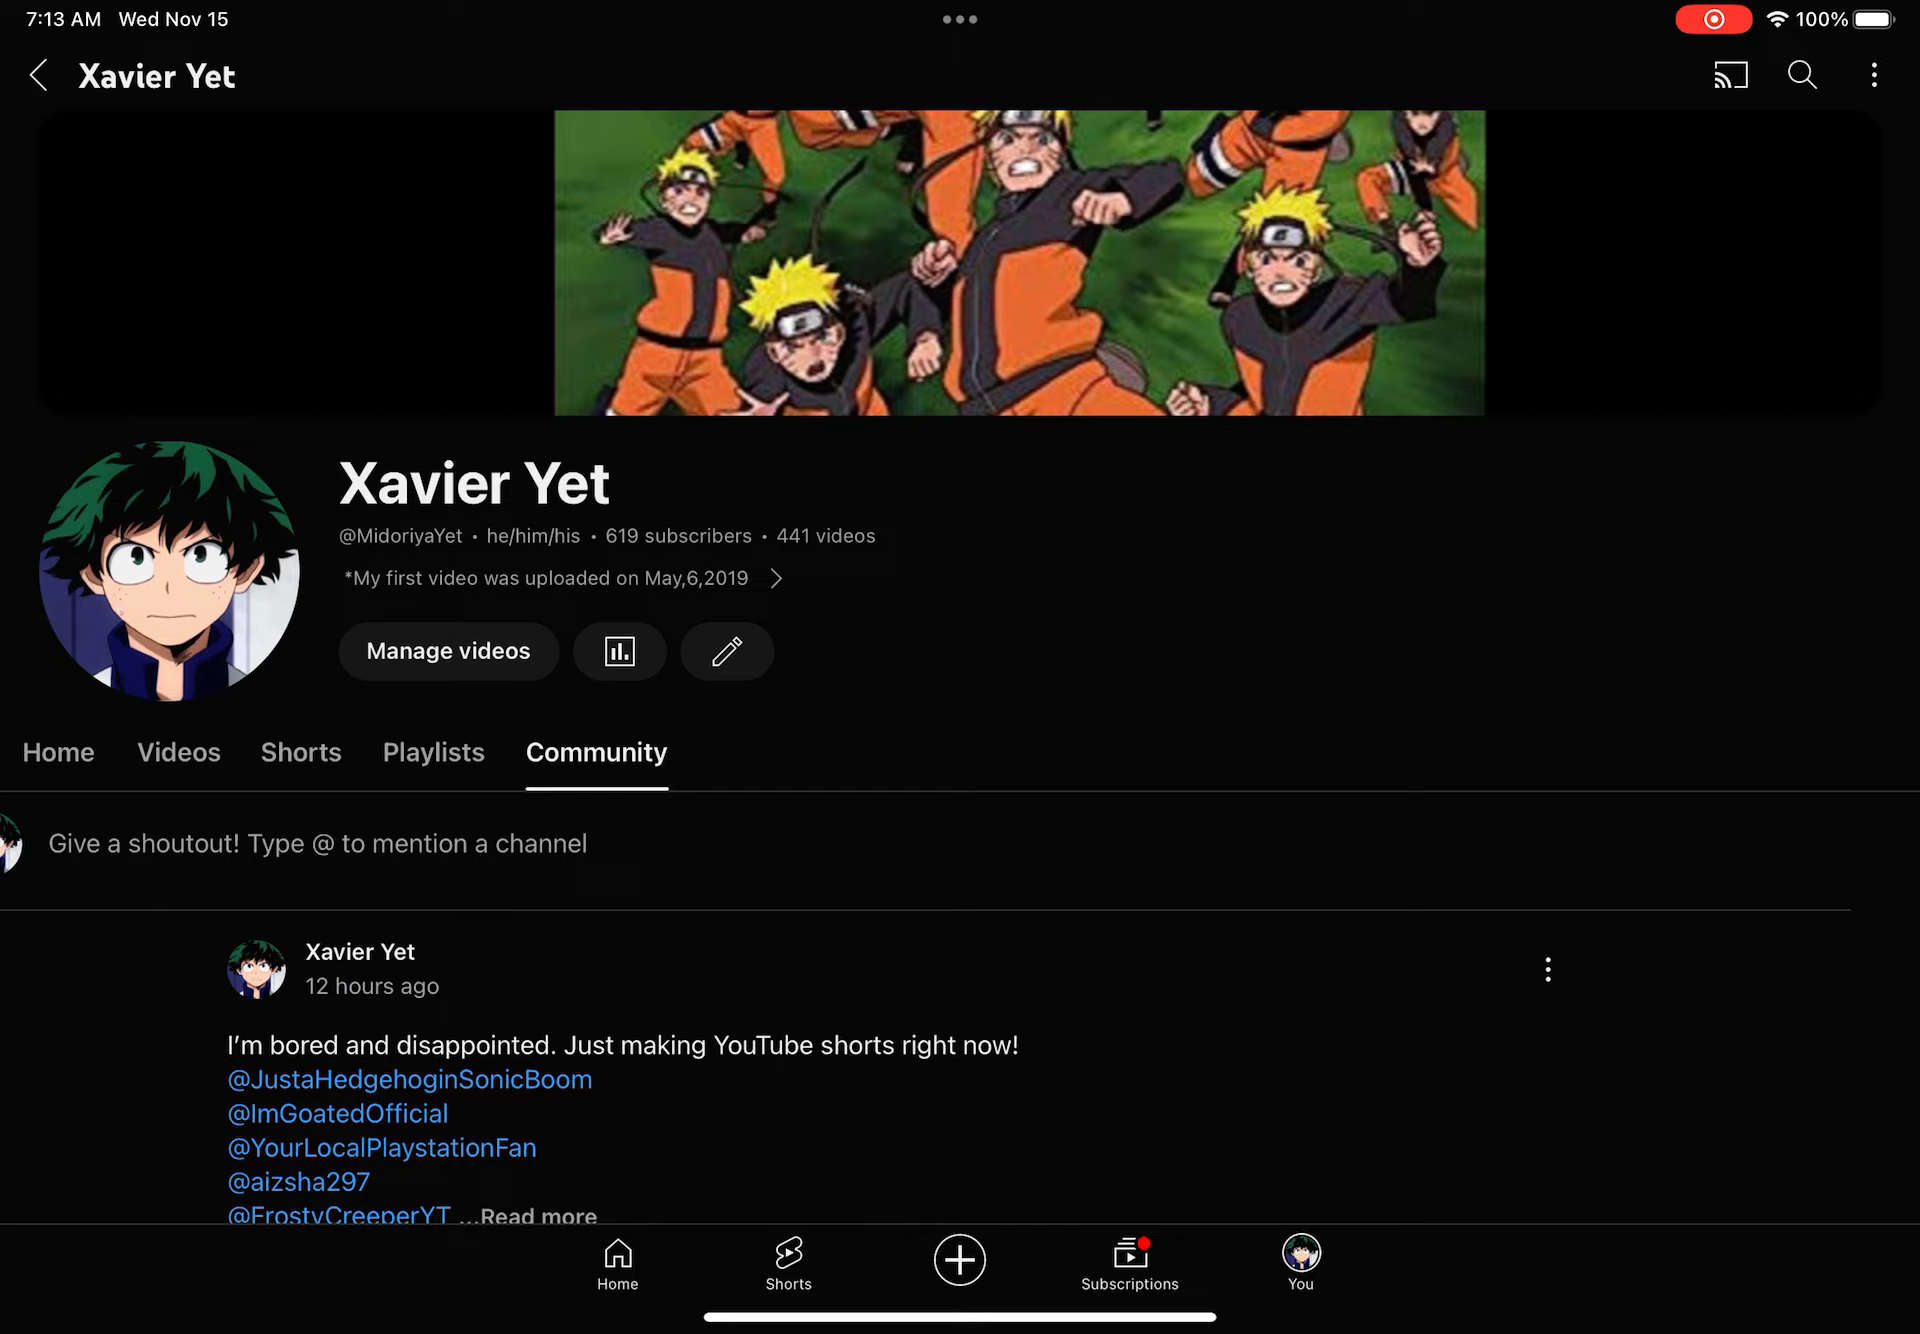 7:13 AM Wed Nov 15
100%
Xavier Yet
Xavier Yet
@MidoriyaYet • he/him/his • 619 subscribers • 441 videos
*My first video was uploaded on May,6,2019
Manage videos
Home Videos Shorts Playlists Community
Give a shoutout! Type @ to mention a channel
Xavier Yet
12 hours ago
I’m bored and disappointed. Just making YouTube shorts right now!
@JustaHedgehoginSonicBoom
@ImGoatedOfficial
@YourLocalPlaystationFan
@aizsha297
@FrostyCreeperYT ...Read more
Home Shorts Subscriptions You